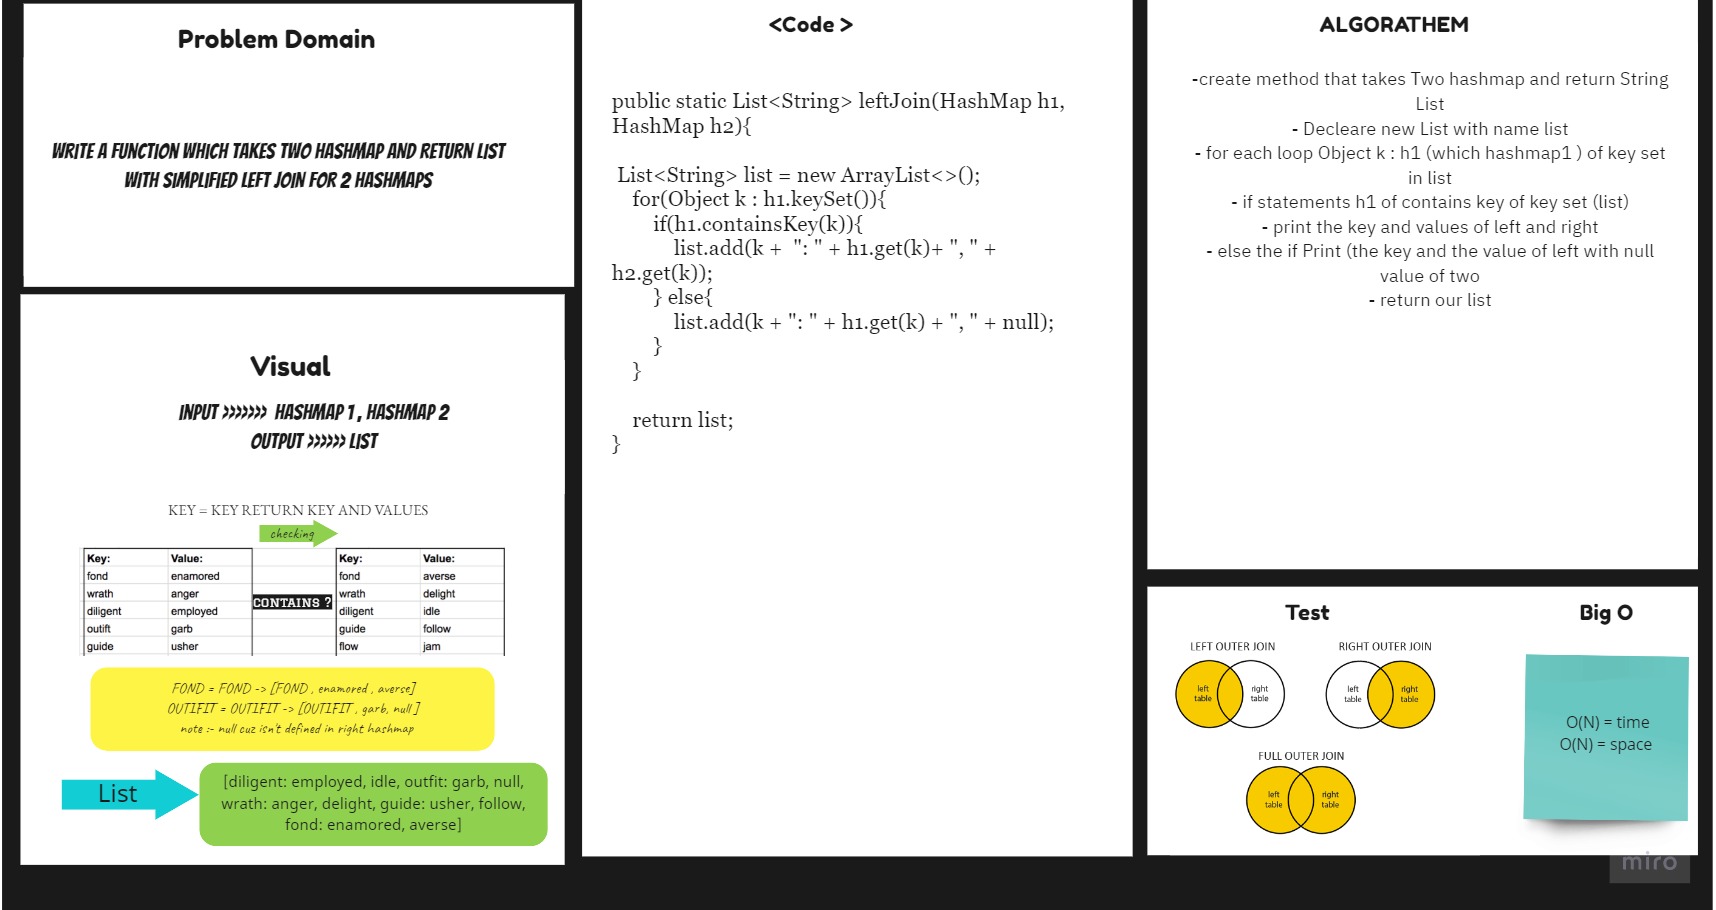 Problem Domain
WRITE A FUNCTION WHICH TAKES TWO HASHMAP AND RETURN LIST
WITH SIMPLIFIED LEFT JOIN FOR 2 HASHMAPS
Visual
INPUT >>>>>>> HASHMAP 1 , HASHMAP 2
OUTPUT >>>>>> LIST
KEY = KEY RETURN KEY AND VALUES
checking
Key: Value: Key: Value:
fond enamored fond averse
wrath anger wrath delight
CONTAINS ?
diligent employed diligent idle
outift garb guide follow
guide usher flow jam
FOND = FOND -> [FOND , enamored , averse]
OUTIFIT = OUTIFIT -> [OUTIFIT , garb, null ]
note :- null cuz isn't defined in right hashmap
List
[diligent: employed, idle, outfit: garb, null,
wrath: anger, delight, guide: usher, follow,
fond: enamored, averse]
<Code >
public static List<String> leftJoin(HashMap h1,
HashMap h2){
List<String> list = new ArrayList<>();
for(Object k : h1.keySet()){
if(h1.containsKey(k)){
list.add(k + ": " + h1.get(k)+ ", " +
h2.get(k));
} else{
list.add(k + ": " + h1.get(k) + ", " + null);
}
}
return list;
}
ALGORATHEM
-create method that takes Two hashmap and return String
List
- Decleare new List with name list
- for each loop Object k : h1 (which hashmap1 ) of key set
in list
- if statements h1 of contains key of key set (list)
- print the key and values of left and right
- else the if Print (the key and the value of left with null
value of two
- return our list
Test
LEFT OUTER JOIN
left
table
right
table
RIGHT OUTER JOIN
left
table
right
table
FULL OUTER JOIN
left
table
right
table
Big O
O(N) = time
O(N) = space
miro